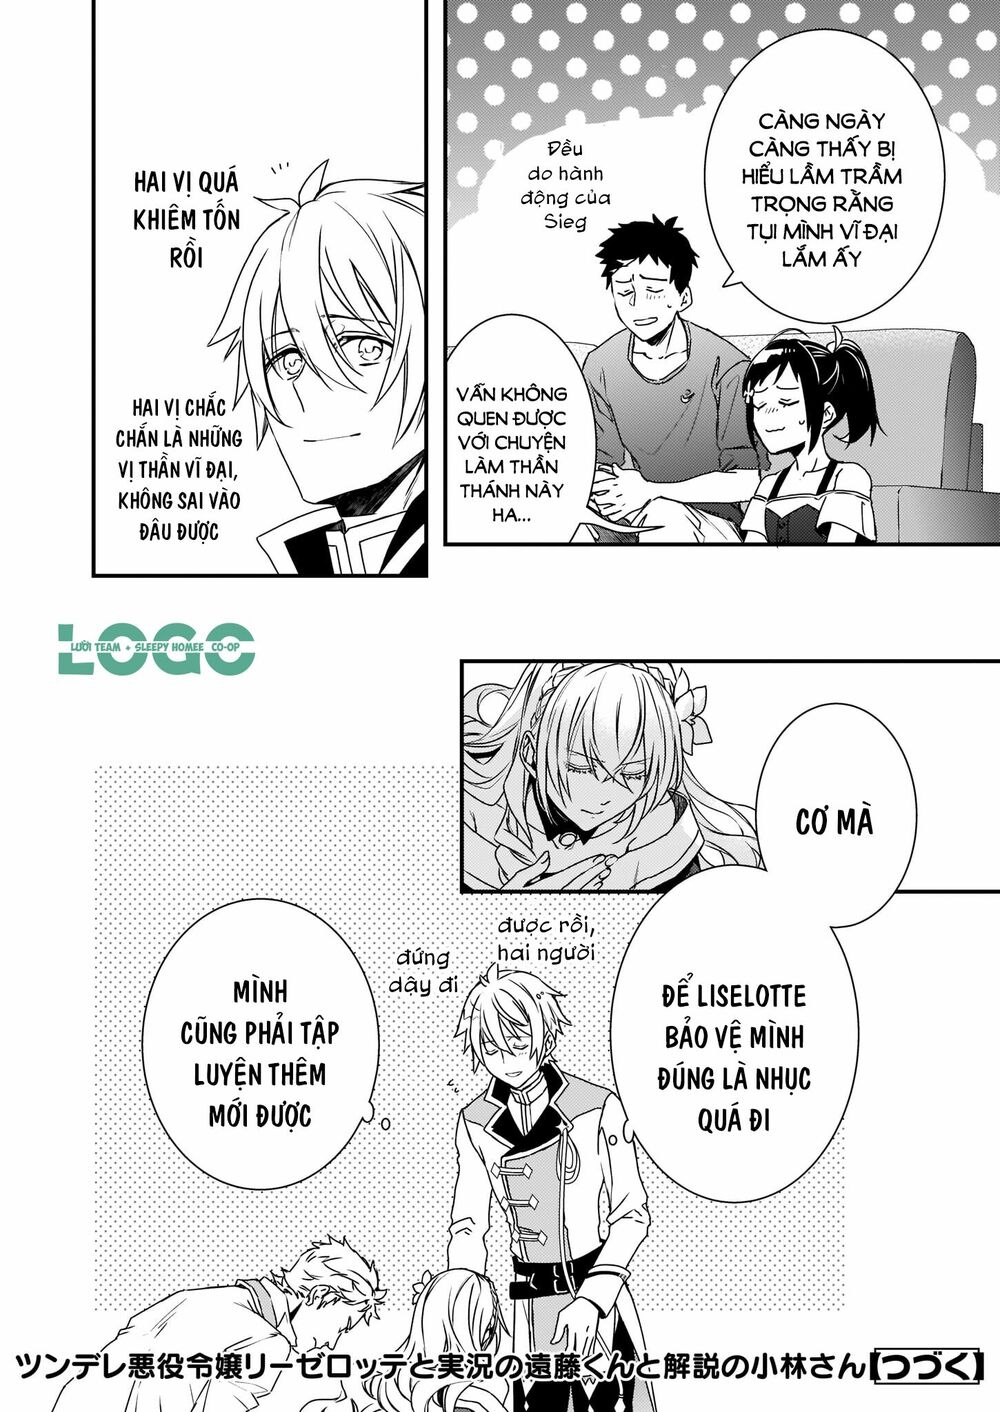 CÀNG NGÀY
CÀNG THẤY BỊ
HIỂU LẦM TRẦM
TRỌNG RẰNG
TỤI MÌNH VĨ ĐẠI
LẮM ẤY
Đều
do hành
động của
Sieg
VẪN KHÔNG
QUEN ĐƯỢC
VỚI CHUYỆN
LÀM THẦN
THÁNH NÀY
HA...
HAI VỊ QUÁ
KHIÊM TỐN
RỒI
HAI VỊ CHẮC
CHẮN LÀ NHỮNG
VỊ THẦN VĨ ĐẠI,
KHÔNG SAI VÀO
ĐÂU ĐƯỢC
LOGO
LƯỜI TEAM + SLEEPY HOMEE CO-OP
CƠ MÀ
ĐỂ LISELOTTE
BẢO VỆ MÌNH
ĐÚNG LÀ NHỤC
QUÁ ĐI
được rồi,
hai người
đứng
dậy đi
MÌNH
CŨNG PHẢI TẬP
LUYỆN THÊM
MỚI ĐƯỢC
ツンデレ悪役令嬢リーゼロッテと実況の遠藤くんと解説の小林さん【つづく】